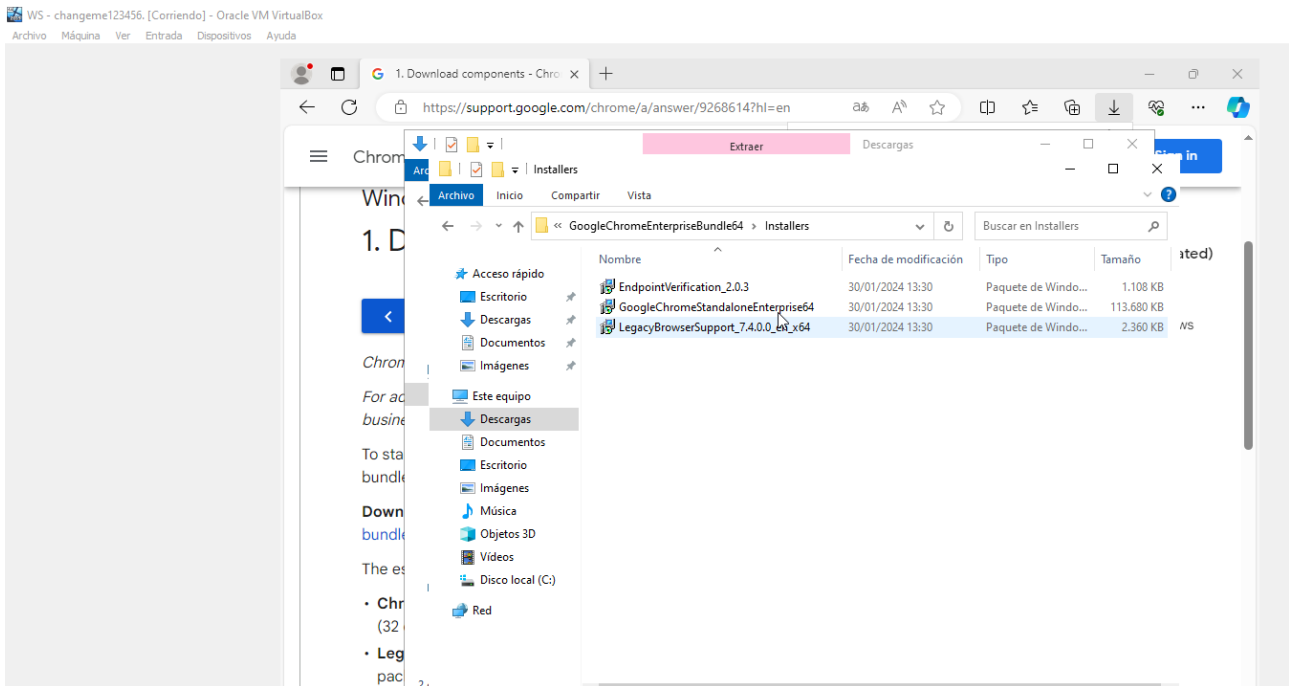 WS - changeme123456. [Corriendo] - Oracle VM VirtualBox
Archivo Máquina Ver Entrada Dispositivos Ayuda
1. Download components - Chro
https://support.google.com/chrome/a/answer/9268614?hl=en
Extraer Descargas
Chrom
Sign in
Installers
Archivo Inicio Compartir Vista
« GoogleChromeEnterpriseBundle64 › Installers
Buscar en Installers
Nombre Fecha de modificación Tipo Tamaño
EndpointVerification_2.0.3 30/01/2024 13:30 Paquete de Windo... 1.108 KB
GoogleChromeStandaloneEnterprise64 30/01/2024 13:30 Paquete de Windo... 113.680 KB
LegacyBrowserSupport_7.4.0.0_en_x64 30/01/2024 13:30 Paquete de Windo... 2.360 KB
Acceso rápido
Escritorio
Descargas
Documentos
Imágenes
Este equipo
Descargas
Documentos
Escritorio
Imágenes
Música
Objetos 3D
Vídeos
Disco local (C:)
Red
1. D
Chron
For ad
busine
To sta
bundle
Down
bundle
The es
• Chr
(32
• Leg
pac
ated)
ws